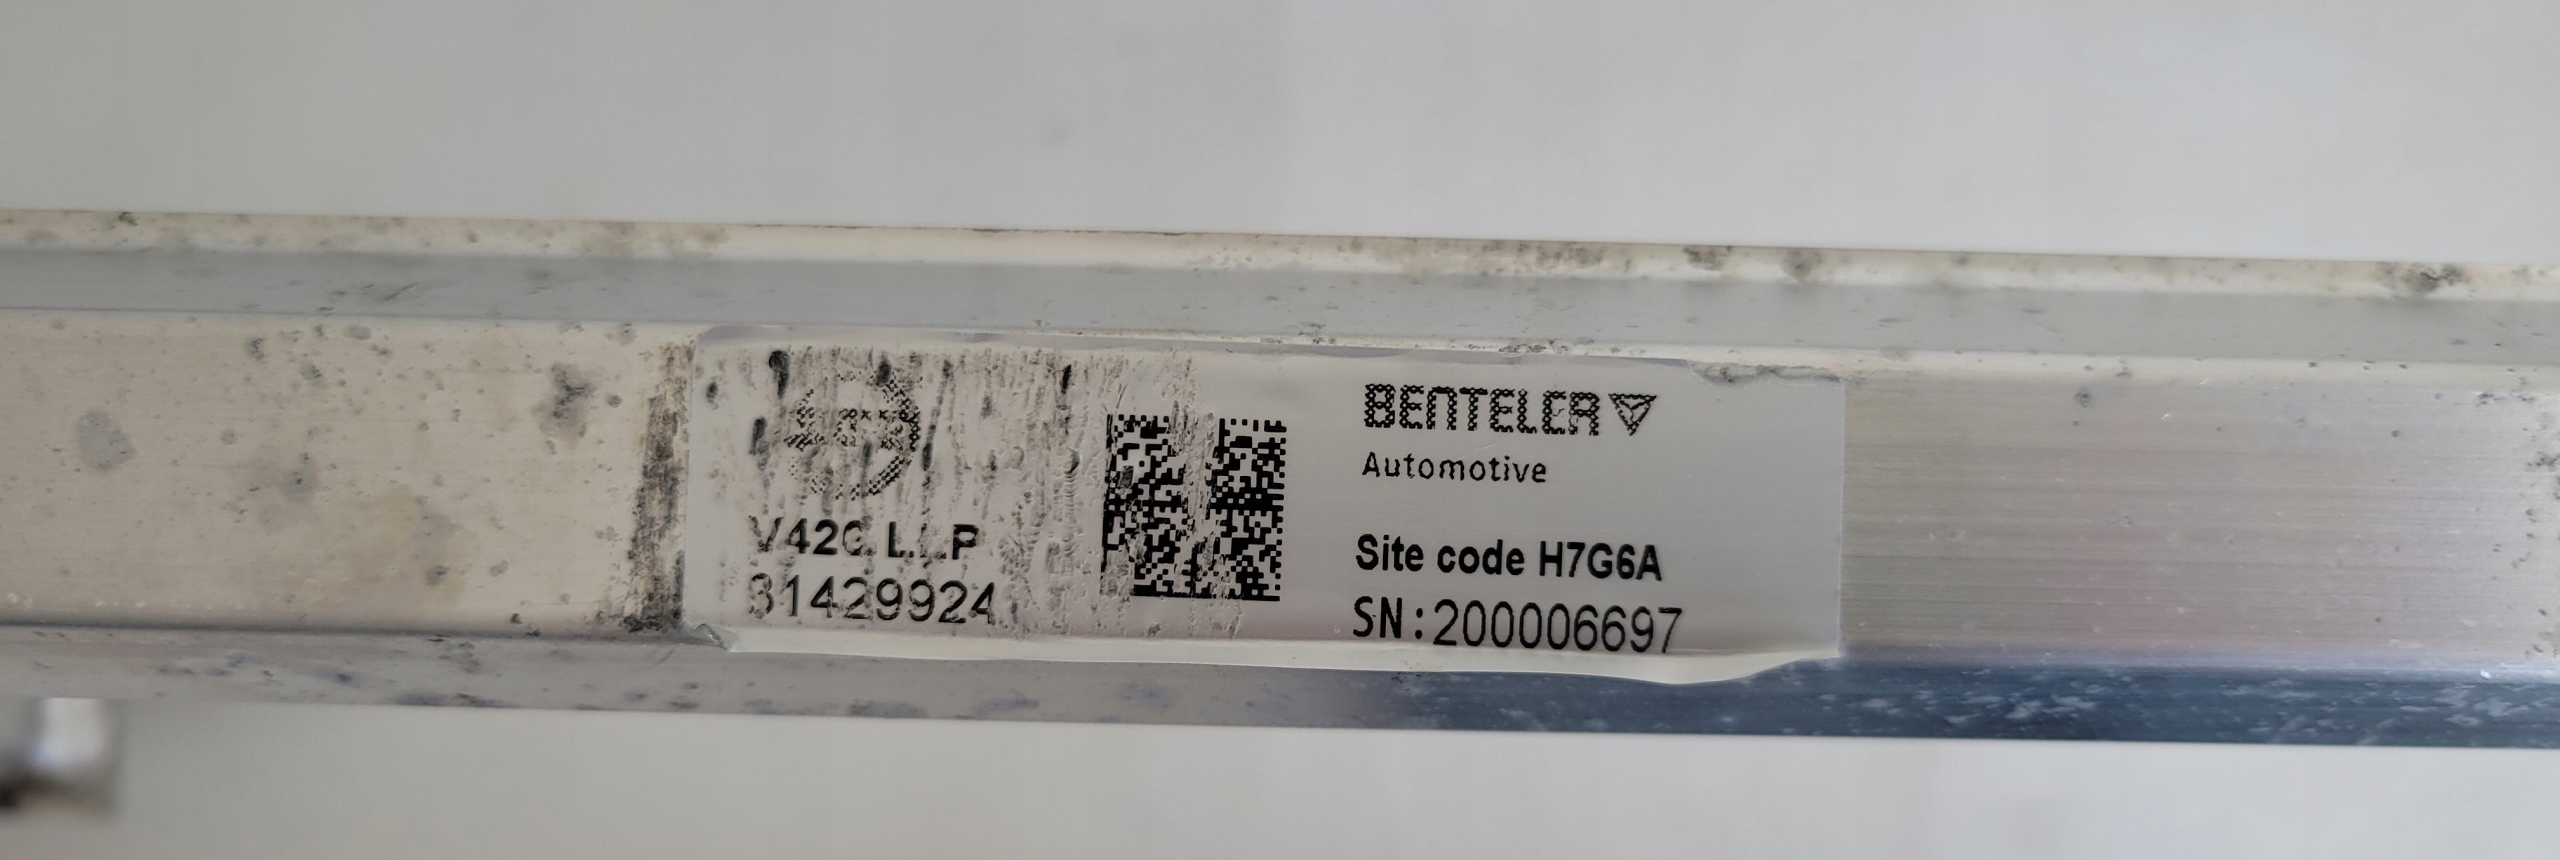 31429924
BENTELER
Automotive
Site code H7G6A
SN:200006697